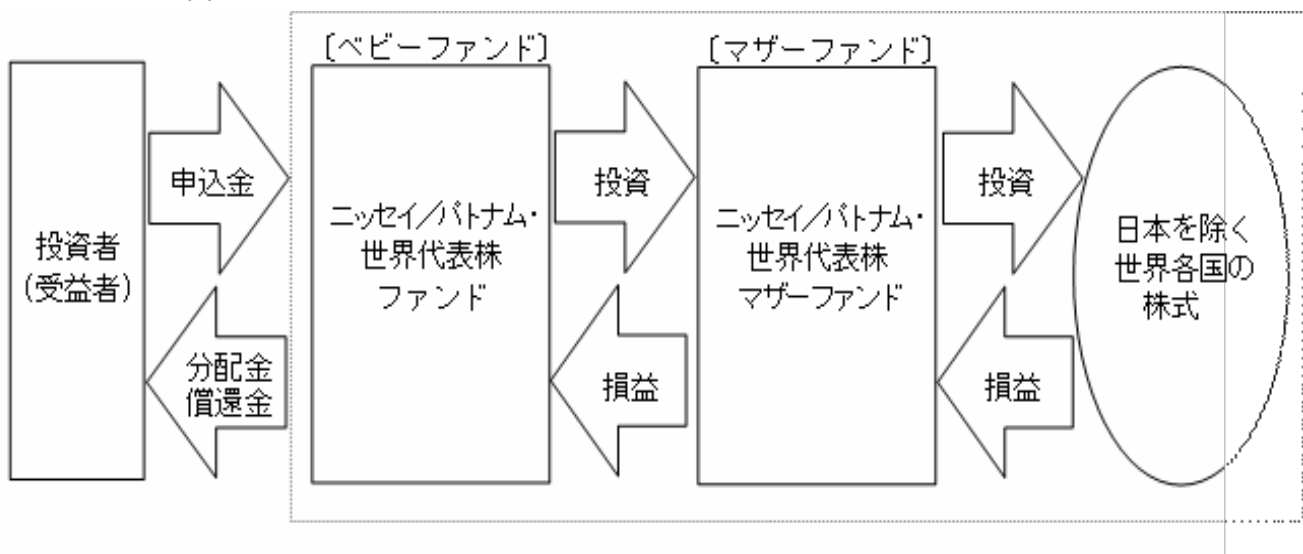 〔ベビーファンド〕
〔マザーファンド〕
投資者
(受益者)
申込金
分配金
償還金
ニッセイ/パトナム・
世界代表株
ファンド
投資
損益
ニッセイ/パトナム・
世界代表株
マザーファンド
投資
損益
日本を除く
世界各国の
株式